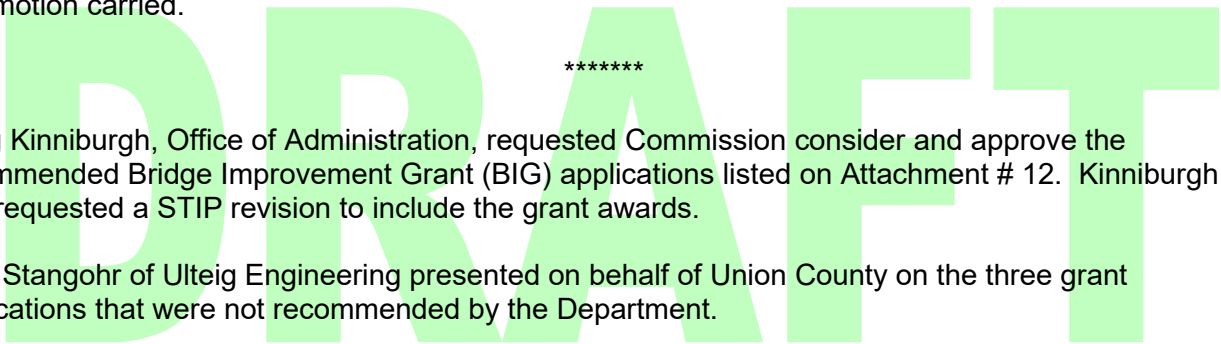 motion carried.
*******
Kinniburgh, Office of Administration, requested Commission consider and approve the
Bridge Improvement Grant (BIG) applications listed on Attachment # 12. Kinniburgh
requested a STIP revision to include the grant awards.
Stangohr of Ulteig Engineering presented on behalf of Union County on the three grant
that were not recommended by the Department.
DRAFT